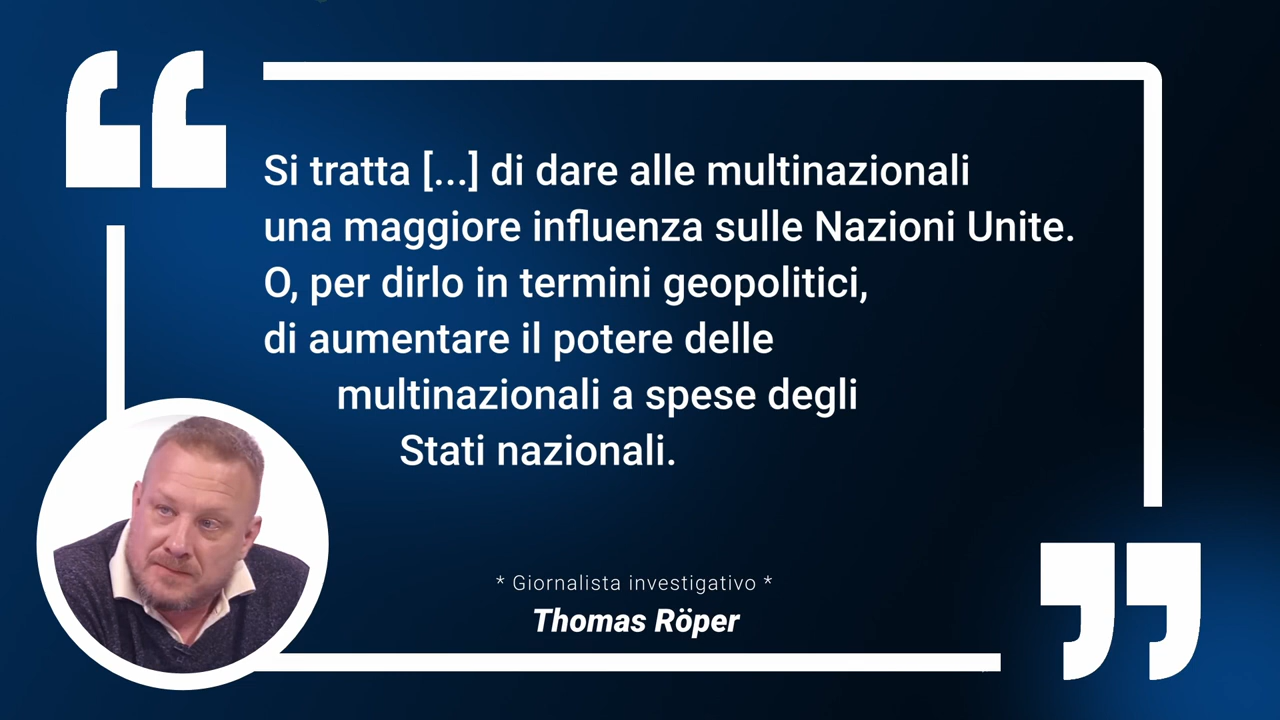 Si tratta [...] di dare alle multinazionali
una maggiore influenza sulle Nazioni Unite.
O, per dirlo in termini geopolitici,
di aumentare il potere delle
multinazionali a spese degli
Stati nazionali.
* Giornalista investigativo *
Thomas Röper